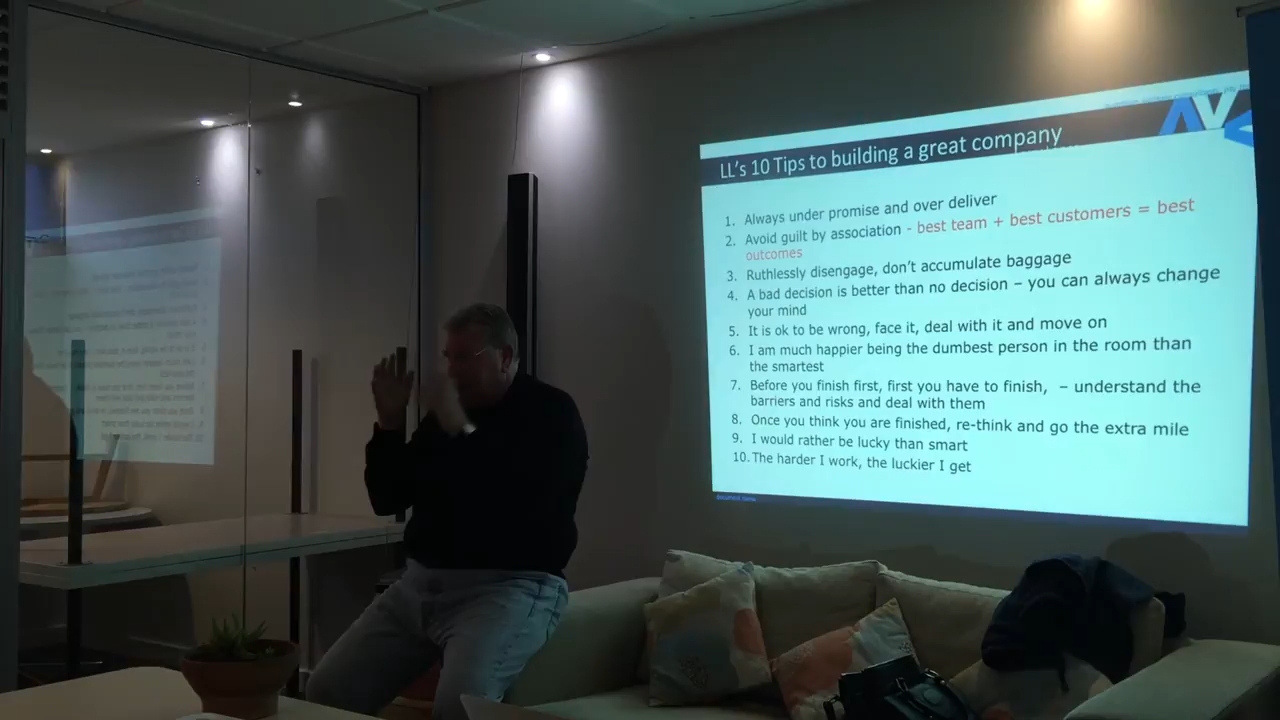 LL's 10 Tips to building a great company
1. Always under promise and over deliver
2. Avoid guilt by association - best team + best customers = best
outcomes
3. Ruthlessly disengage, don't accumulate baggage
4. A bad decision is better than no decision – you can always change
your mind
5. It is ok to be wrong, face it, deal with it and move on
6. I am much happier being the dumbest person in the room than
the smartest
7. Before you finish first, first you have to finish, – understand the
barriers and risks and deal with them
8. Once you think you are finished, re-think and go the extra mile
9. I would rather be lucky than smart
10. The harder I work, the luckier I get